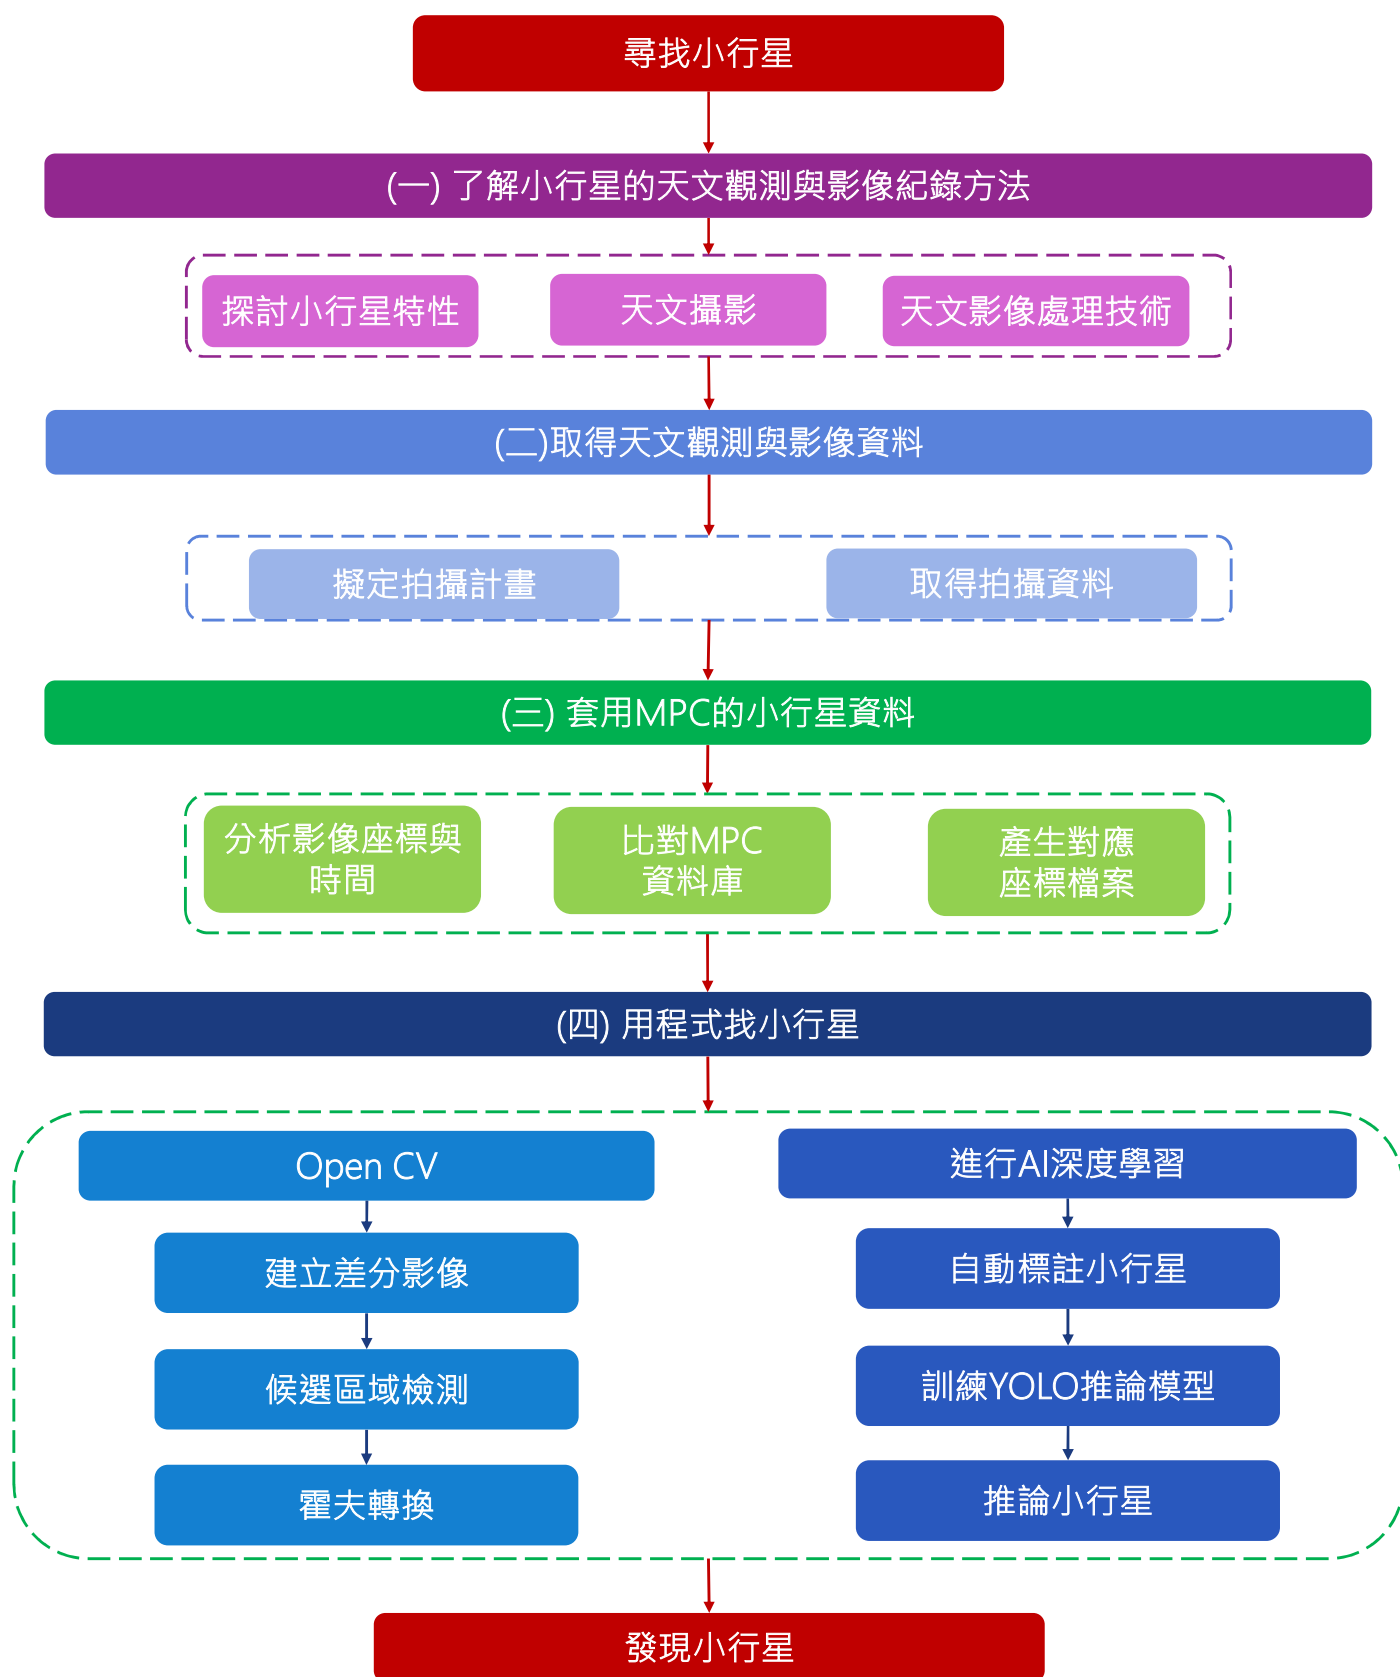 尋找小行星
(一) 了解小行星的天文觀測與影像紀錄方法
探討小行星特性
天文攝影
天文影像處理技術
(二)取得天文觀測與影像資料
擬定拍攝計畫
取得拍攝資料
(三) 套用MPC的小行星資料
分析影像座標與
時間
比對MPC
資料庫
產生對應
座標檔案
(四) 用程式找小行星
Open CV
建立差分影像
候選區域檢測
霍夫轉換
進行AI深度學習
自動標註小行星
訓練YOLO推論模型
推論小行星
發現小行星